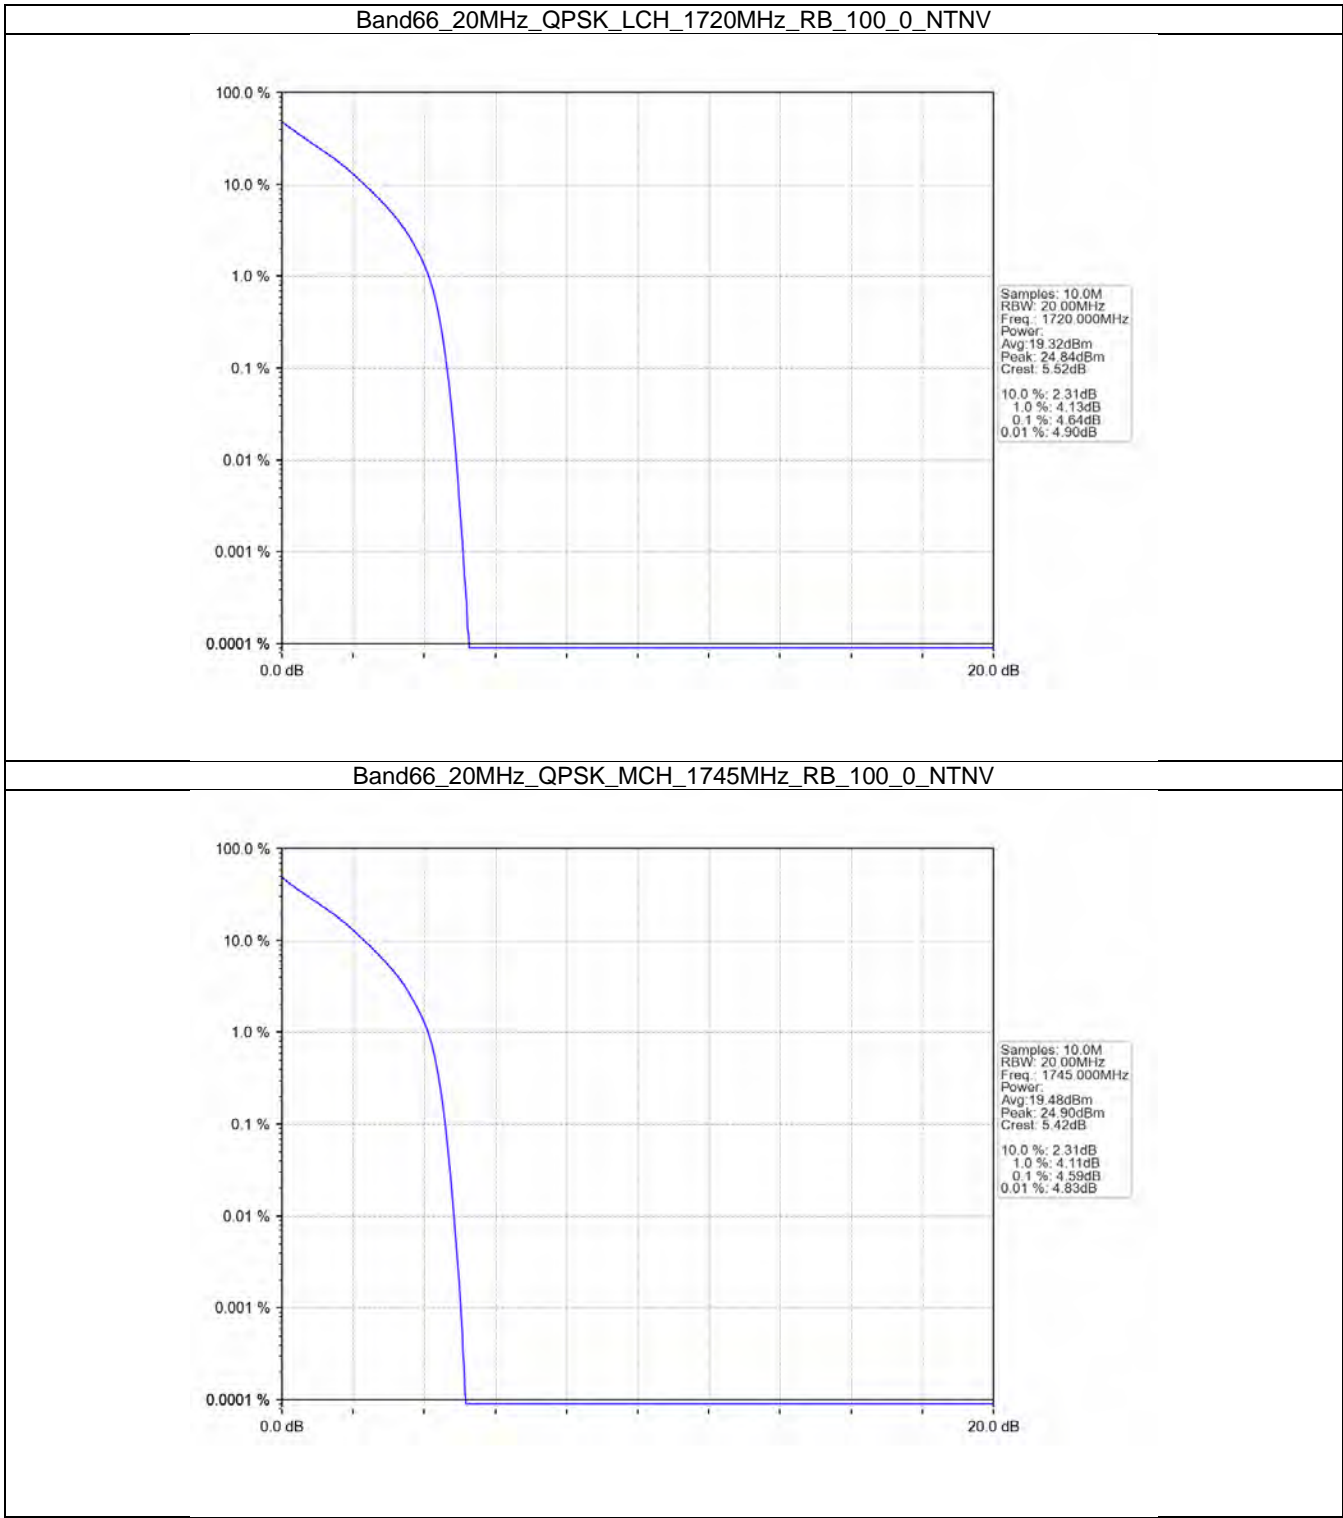 Band66_20MHz_QPSK_LCH_1720MHz_RB_100_0_NTNV
100.0 %
10.0 %
1.0 %
0.1 %
0.01 %
0.001 %
0.0001 %
0.0 dB
20.0 dB
Samples: 10.0M
RBW: 20.00MHz
Freq.: 1720.000MHz
Power:
Avg:19.32dBm
Peak: 24.84dBm
Crest: 5.52dB
10.0 %: 2.31dB
1.0 %: 4.13dB
0.1 %: 4.64dB
0.01 %: 4.90dB
Band66_20MHz_QPSK_MCH_1745MHz_RB_100_0_NTNV
100.0 %
10.0 %
1.0 %
0.1 %
0.01 %
0.001 %
0.0001 %
0.0 dB
20.0 dB
Samples: 10.0M
RBW: 20.00MHz
Freq.: 1745.000MHz
Power:
Avg:19.48dBm
Peak: 24.90dBm
Crest: 5.42dB
10.0 %: 2.31dB
1.0 %: 4.11dB
0.1 %: 4.59dB
0.01 %: 4.83dB